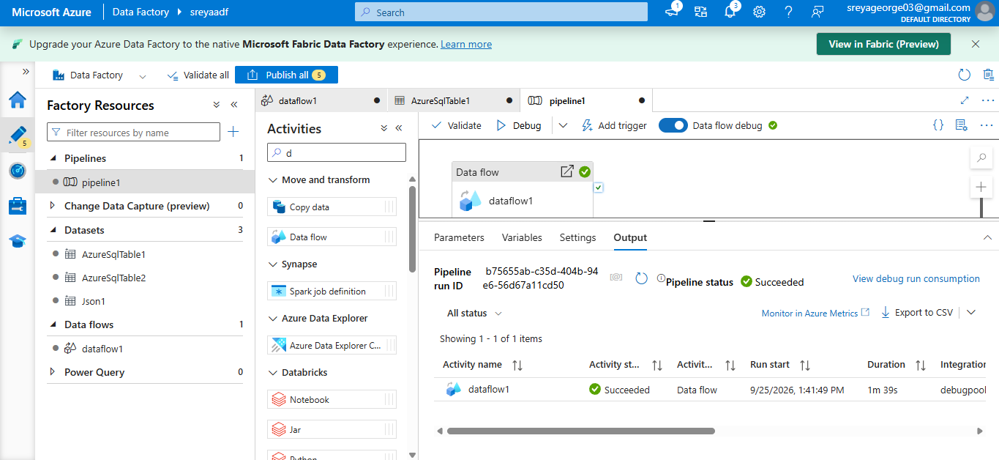 Microsoft Azure
Data Factory
sreyaadf
Search
1
3
sreyageorge03@gmail.com
DEFAULT DIRECTORY
Upgrade your Azure Data Factory to the native Microsoft Fabric Data Factory experience. Learn more
View in Fabric (Preview)
Data Factory
Validate all
Publish all 5
5
Factory Resources
Filter resources by name
Pipelines 1
pipeline1
Change Data Capture (preview) 0
Datasets 3
AzureSqlTable1
AzureSqlTable2
Json1
Data flows 1
dataflow1
Power Query 0
dataflow1
AzureSqlTable1
pipeline1
Activities
d
Move and transform
Copy data
Data flow
Synapse
Spark job definition
Azure Data Explorer
Azure Data Explorer C...
Databricks
Notebook
Jar
Python
Validate
Debug
Add trigger
Data flow debug
Data flow
dataflow1
Parameters Variables Settings Output
Pipeline run ID
b75655ab-c35d-404b-94
e6-56d67a11cd50
Pipeline status Succeeded
View debug run consumption
All status
Monitor in Azure Metrics
Export to CSV
Showing 1 - 1 of 1 items
Activity name Activity st... Activit... Run start Duration Integration
dataflow1 Succeeded Data flow 9/25/2026, 1:41:49 PM 1m 39s debugpool